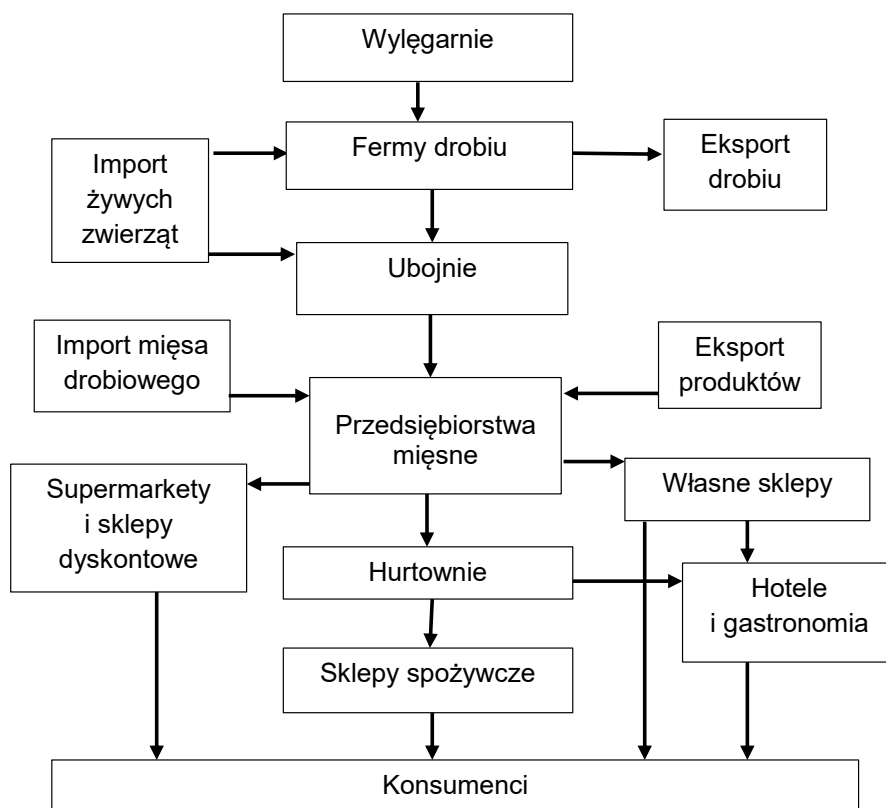 Wylęgarnie
Fermy drobiu
Eksport
drobiu
Import
żywych
zwierząt
Ubojnie
Import mięsa
drobiowego
Eksport
produktów
Przedsiębiorstwa
mięsne
Supermarkety
i sklepy
dyskontowe
Własne sklepy
Hurtownie
Hotele
i gastronomia
Sklepy spożywcze
Konsumenci